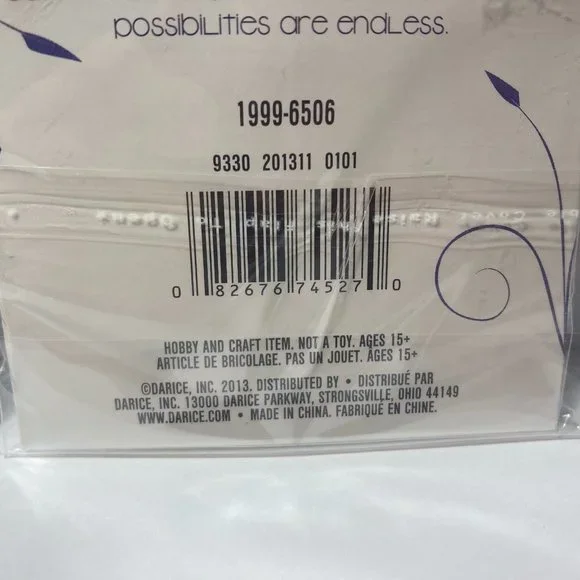 possibilities are endless.
1999-6506
9330 201311 0101
0 82676 74527 0
HOBBY AND CRAFT ITEM. NOT A TOY. AGES 15+
ARTICLE DE BRICOLAGE. PAS UN JOUET. ÂGES 15+
©DARICE, INC. 2013. DISTRIBUTED BY • DISTRIBUÉ PAR
DARICE, INC. 13000 DARICE PARKWAY, STRONGSVILLE, OHIO 44149
WWW.DARICE.COM • MADE IN CHINA. FABRIQUÉ EN CHINE.